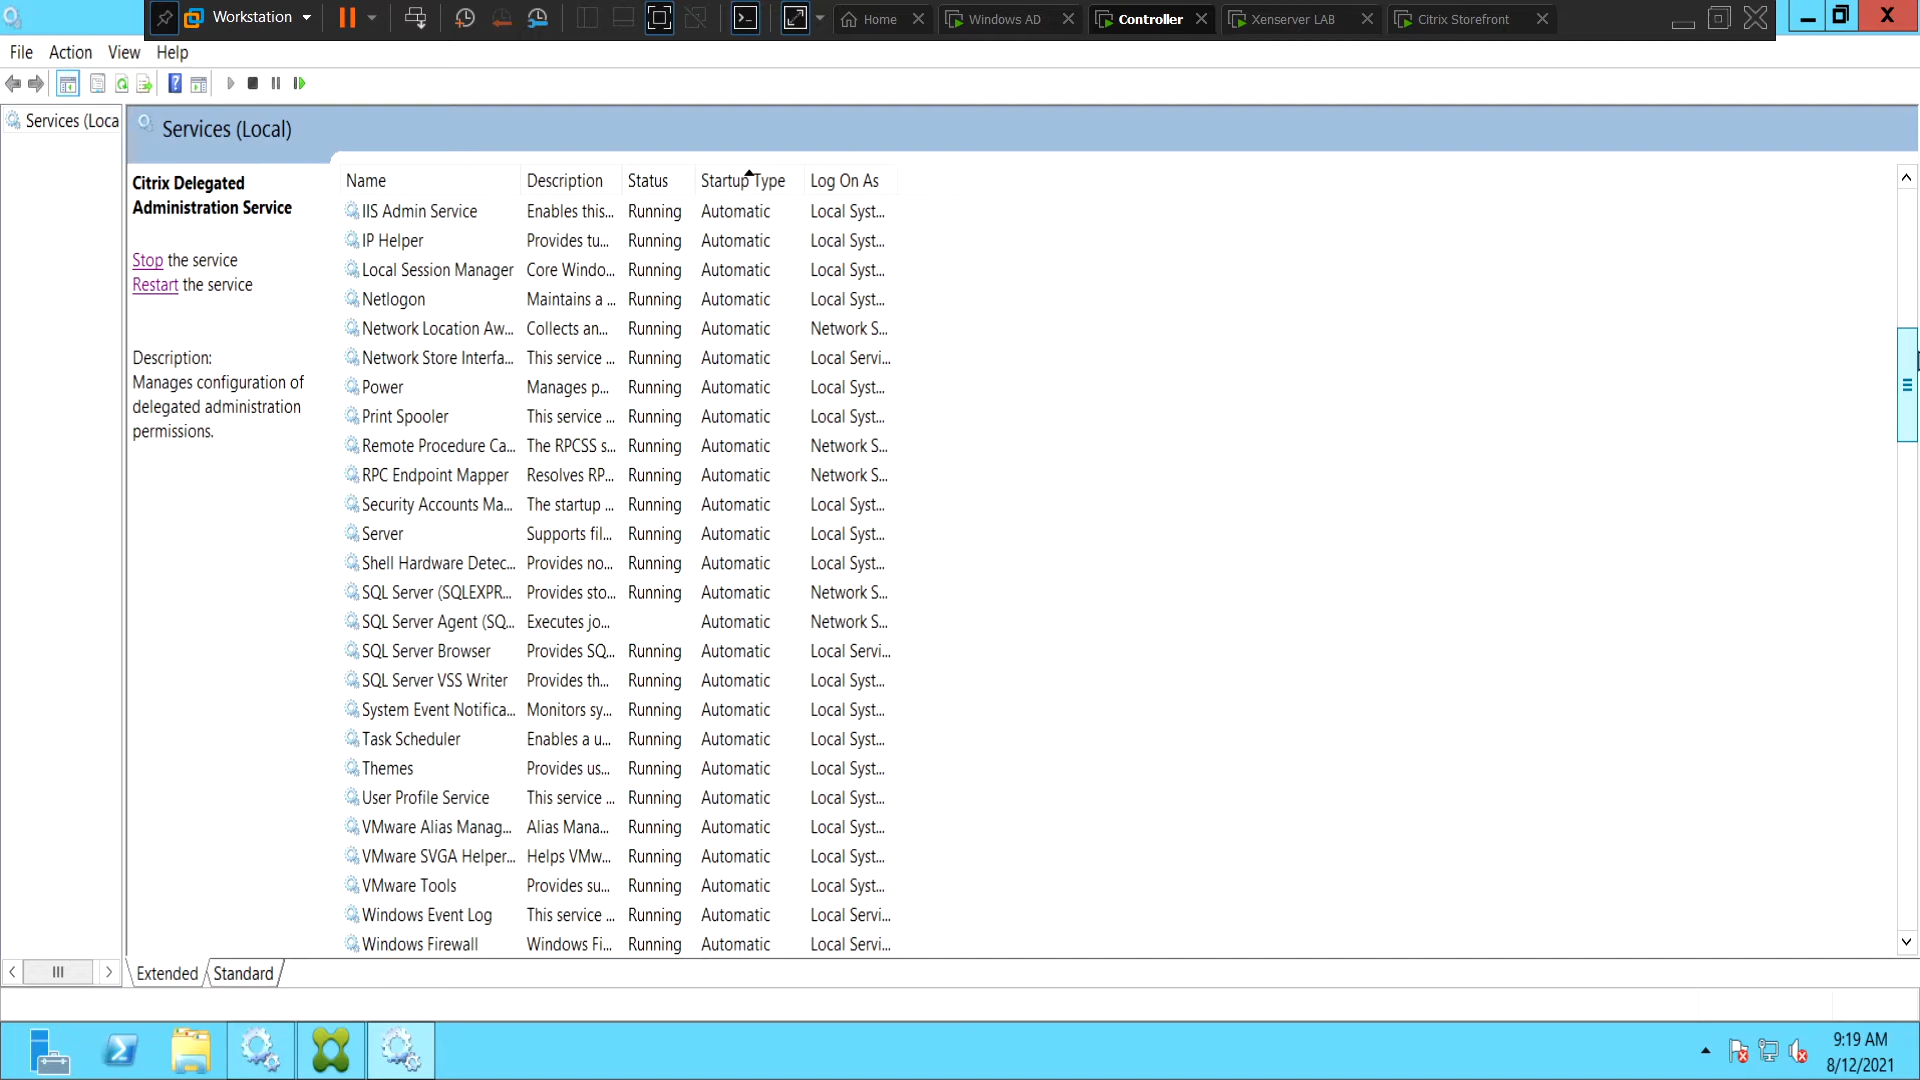 Workstation
Home
Windows AD
Controller
Xenserver LAB
Citrix Storefront
File Action View Help
Services (Loca
Services (Local)
Citrix Delegated
Administration Service
Stop the service
Restart the service
Description:
Manages configuration of
delegated administration
permissions.
Name Description Status Startup Type Log On As
IIS Admin Service Enables this... Running Automatic Local Syst...
IP Helper Provides tu... Running Automatic Local Syst...
Local Session Manager Core Windo... Running Automatic Local Syst...
Netlogon Maintains a ... Running Automatic Local Syst...
Network Location Aw... Collects an... Running Automatic Network S...
Network Store Interfa... This service ... Running Automatic Local Servi...
Power Manages p... Running Automatic Local Syst...
Print Spooler This service ... Running Automatic Local Syst...
Remote Procedure Ca... The RPCSS s... Running Automatic Network S...
RPC Endpoint Mapper Resolves RP... Running Automatic Network S...
Security Accounts Ma... The startup ... Running Automatic Local Syst...
Server Supports fil... Running Automatic Local Syst...
Shell Hardware Detec... Provides no... Running Automatic Local Syst...
SQL Server (SQLEXPR... Provides sto... Running Automatic Network S...
SQL Server Agent (SQ... Executes jo... Automatic Network S...
SQL Server Browser Provides SQ... Running Automatic Local Servi...
SQL Server VSS Writer Provides th... Running Automatic Local Syst...
System Event Notifica... Monitors sy... Running Automatic Local Syst...
Task Scheduler Enables a u... Running Automatic Local Syst...
Themes Provides us... Running Automatic Local Syst...
User Profile Service This service ... Running Automatic Local Syst...
VMware Alias Manag... Alias Mana... Running Automatic Local Syst...
VMware SVGA Helper... Helps VMw... Running Automatic Local Syst...
VMware Tools Provides su... Running Automatic Local Syst...
Windows Event Log This service ... Running Automatic Local Servi...
Windows Firewall Windows Fi... Running Automatic Local Servi...
Extended Standard
9:19 AM
8/12/2021